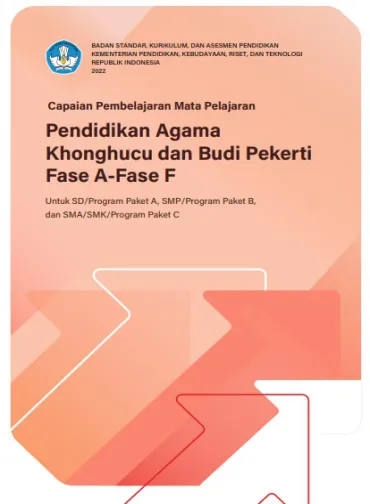 BADAN STANDAR, KURIKULUM, DAN ASESMEN PENDIDIKAN
KEMENTERIAN PENDIDIKAN, KEBUDAYAAN, RISET, DAN TEKNOLOGI
REPUBLIK INDONESIA
2022
Capaian Pembelajaran Mata Pelajaran
Pendidikan Agama
Khonghucu dan Budi Pekerti
Fase A-Fase F
Untuk SD/Program Paket A, SMP/Program Paket B,
dan SMA/SMK/Program Paket C